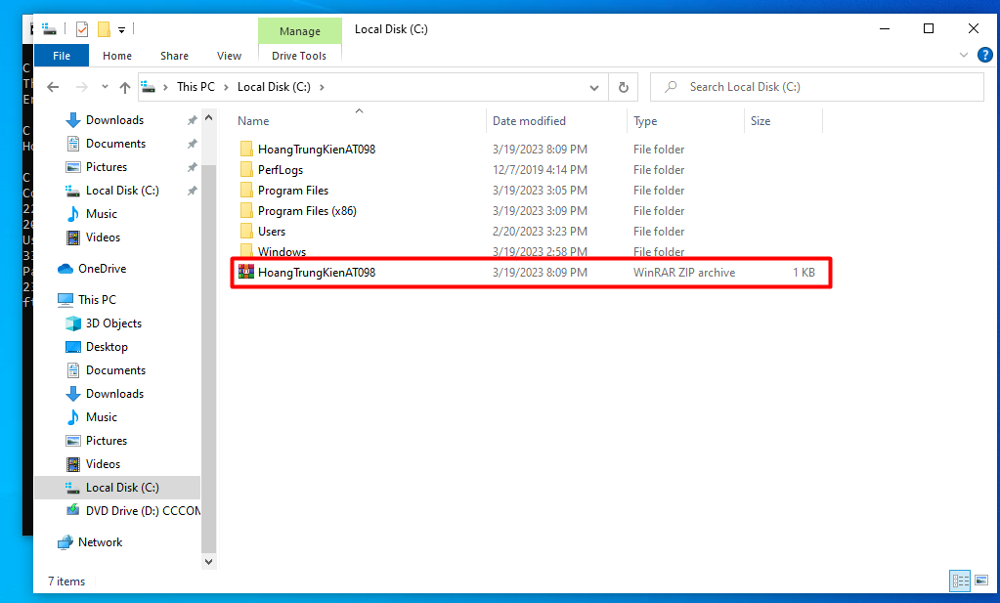 Manage Local Disk (C:)
File Home Share View Drive Tools
This PC Local Disk (C:) Search Local Disk (C:)
Downloads
Documents
Pictures
Local Disk (C:)
Music
Videos
OneDrive
This PC
3D Objects
Desktop
Documents
Downloads
Music
Pictures
Videos
Local Disk (C:)
DVD Drive (D:) CCCON
Network
Name Date modified Type Size
HoangTrungKienAT098 3/19/2023 8:09 PM File folder
PerfLogs 12/7/2019 4:14 PM File folder
Program Files 3/19/2023 3:05 PM File folder
Program Files (x86) 3/19/2023 3:09 PM File folder
Users 2/20/2023 3:23 PM File folder
Windows 3/19/2023 2:58 PM File folder
HoangTrungKienAT098 3/19/2023 8:09 PM WinRAR ZIP archive 1 KB
7 items